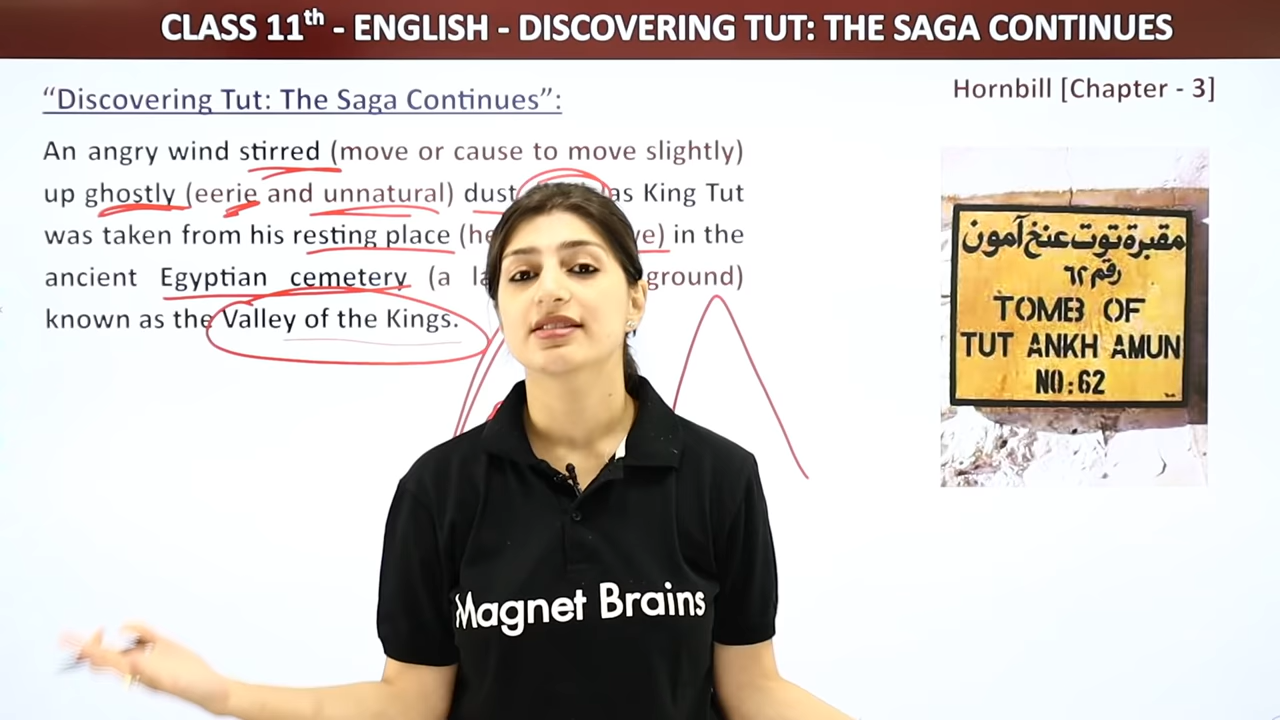 CLASS 11th - ENGLISH - DISCOVERING TUT: THE SAGA CONTINUES
“Discovering Tut: The Saga Continues”:
Hornbill [Chapter - 3]
An angry wind stirred (move or cause to move slightly)
up ghostly (eerie and unnatural) dust as King Tut
was taken from his resting place in the
ancient Egyptian cemetery (a ground)
known as the Valley of the Kings.
مقبرة توت عنخ آمون
رقم ٦٢
TOMB OF
TUT ANKH AMUN
NO:62
Magnet Brains